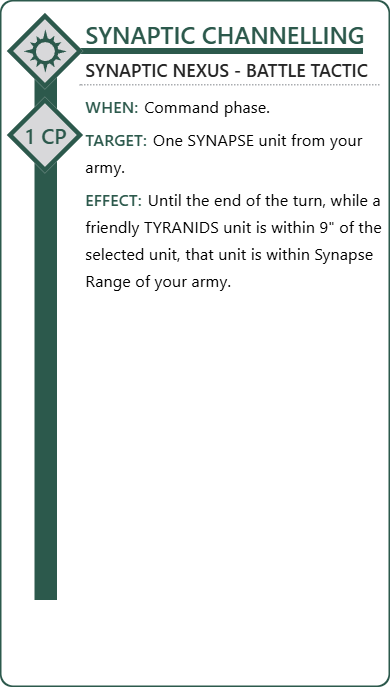 SYNAPTIC CHANNELLING
SYNAPTIC NEXUS - BATTLE TACTIC
WHEN: Command phase.
1 CP
TARGET: One SYNAPSE unit from your
army.
EFFECT: Until the end of the turn, while a
friendly TYRANIDS unit is within 9" of the
selected unit, that unit is within Synapse
Range of your army.